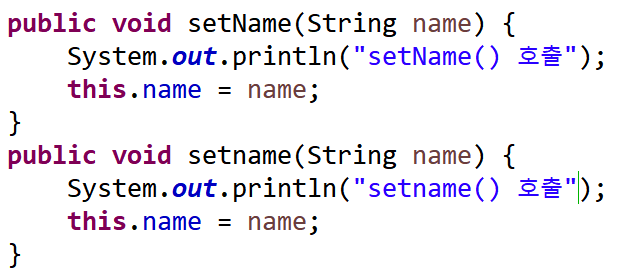 public void setName(String name) {
    System.out.println("setName() 호출");
    this.name = name;
}
public void setname(String name) {
    System.out.println("setname() 호출");
    this.name = name;
}